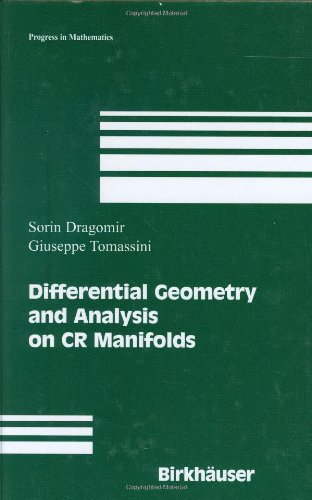 Progress in Mathematics
Sorin Dragomir
Giuseppe Tomassini
Differential Geometry
and Analysis
on CR Manifolds
Birkhäuser